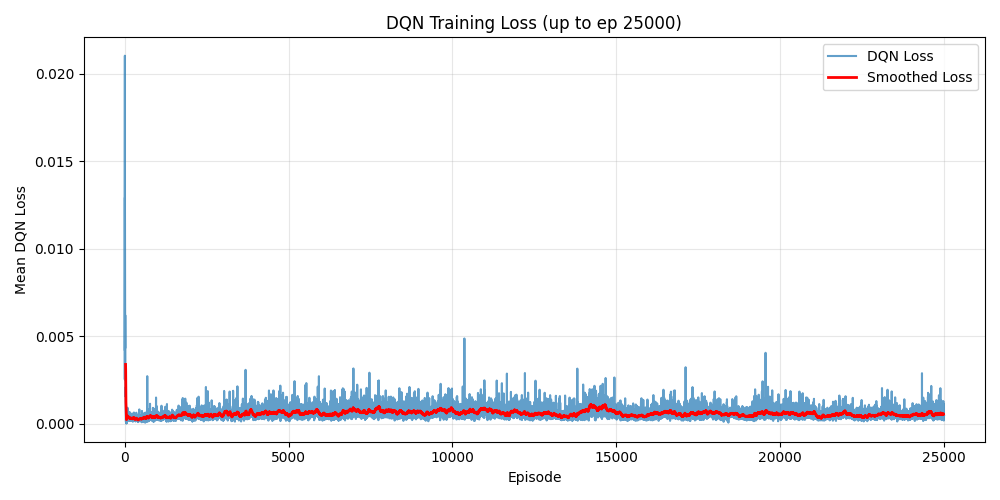 DQN Training Loss (up to ep 25000)
DQN Loss
Smoothed Loss
0.020
0.015
0.010
0.005
0.000
Mean DQN Loss
0
5000
10000
15000
20000
25000
Episode